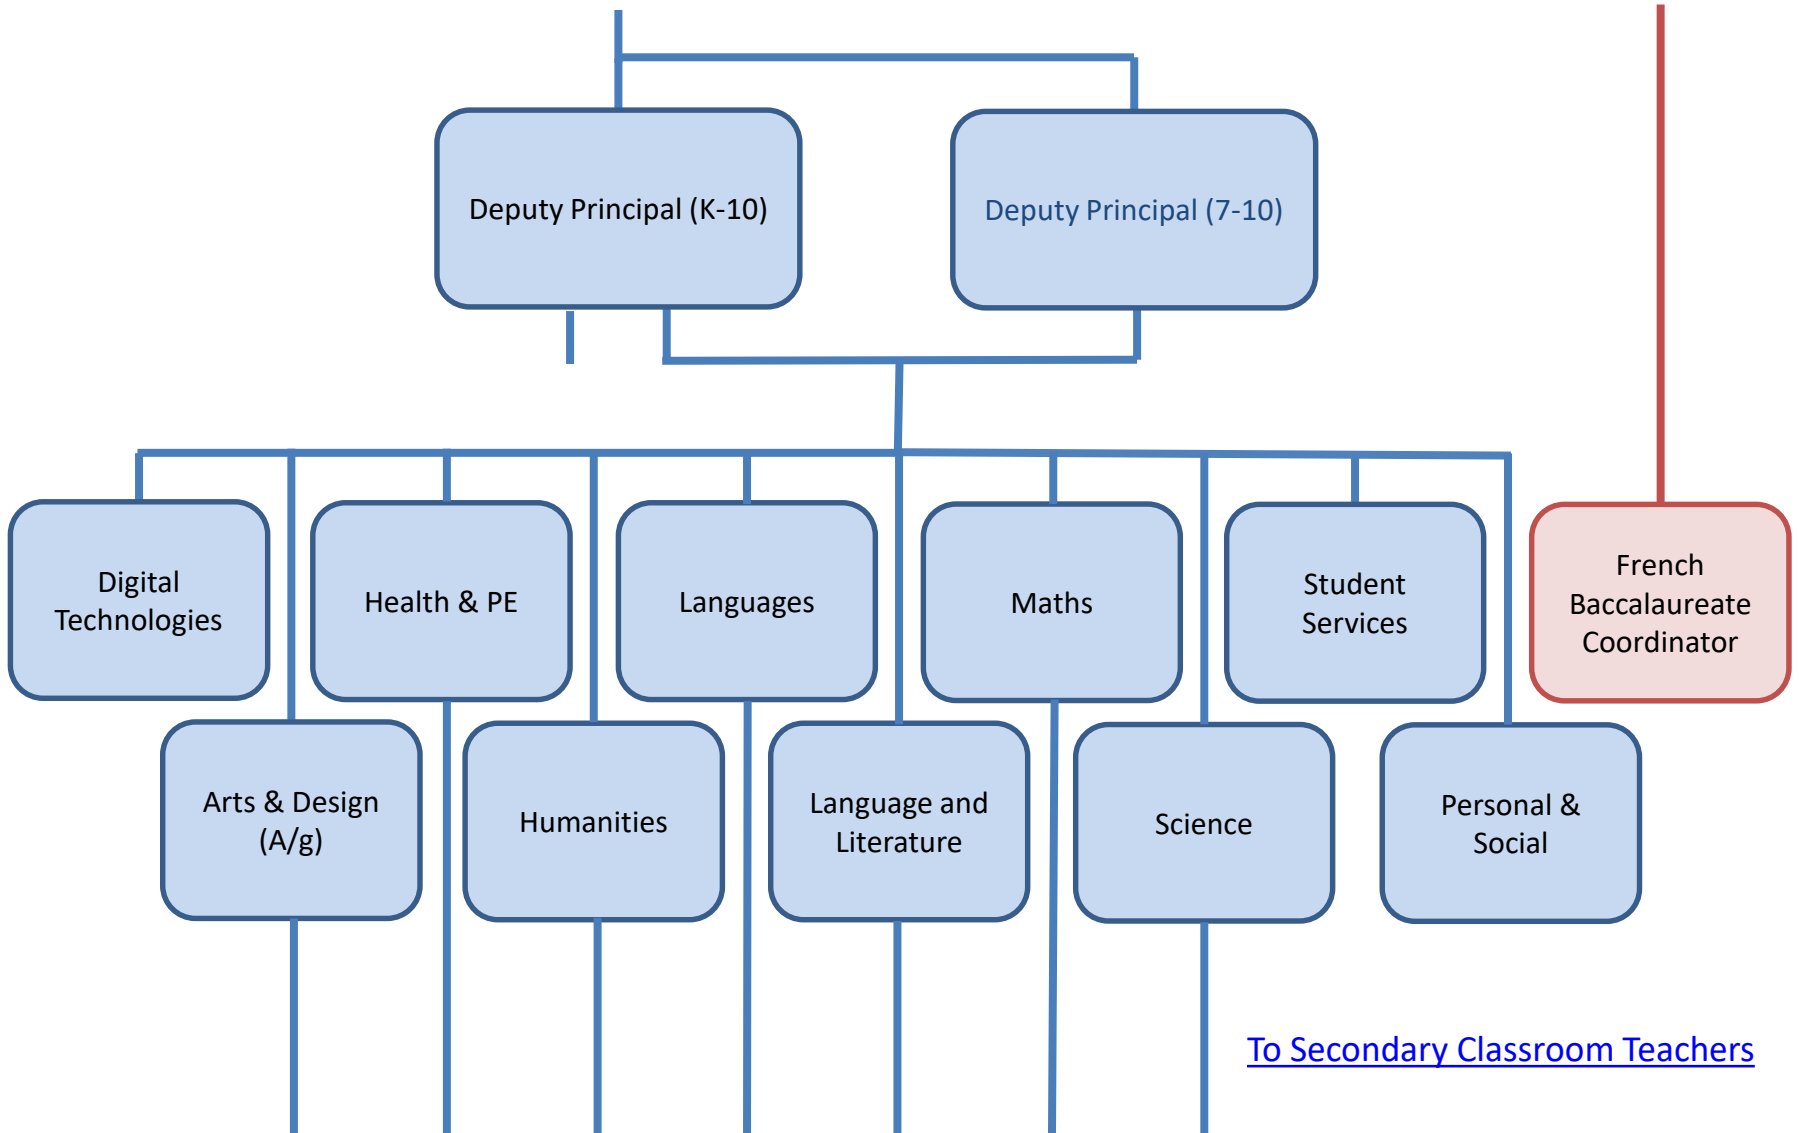 Deputy Principal (K-10)
Deputy Principal (7-10)
Digital
Technologies
Health & PE
Languages
Maths
Student
Services
French
Baccalaureate
Coordinator
Arts & Design
(A/g)
Humanities
Language and
Literature
Science
Personal &
Social
To Secondary Classroom Teachers